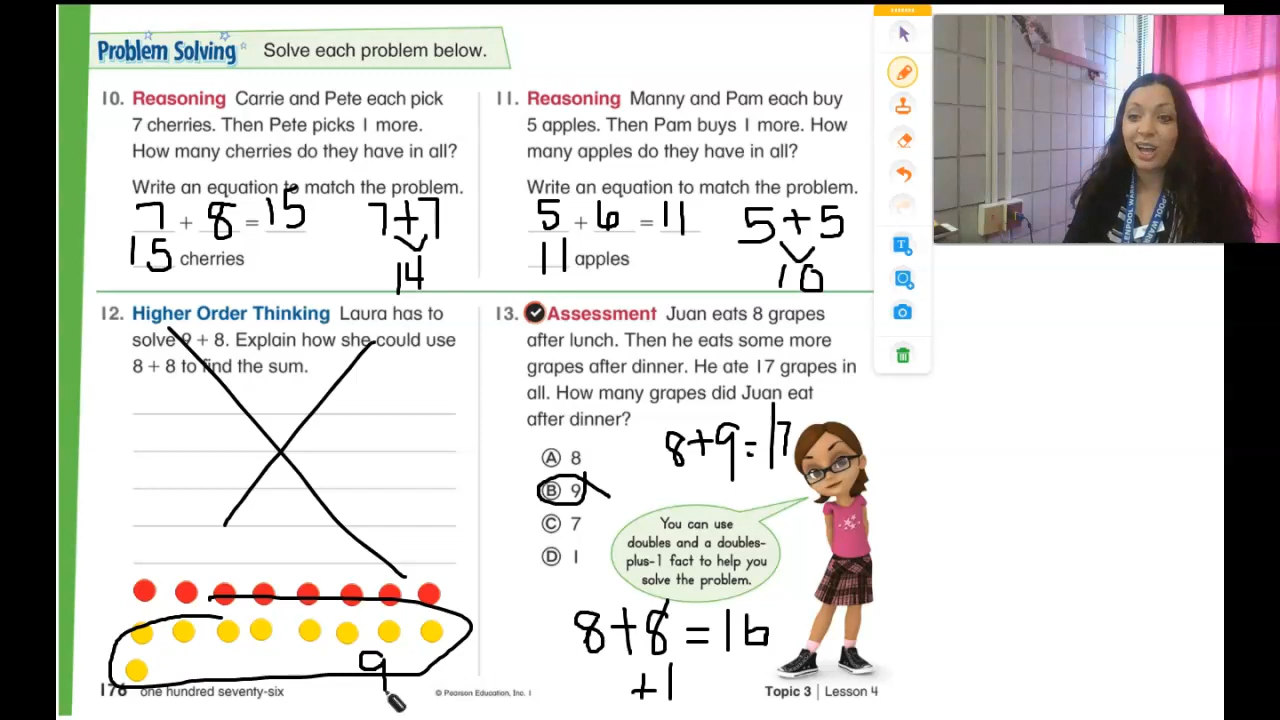 Problem Solving Solve each problem below.
10. Reasoning Carrie and Pete each pick
7 cherries. Then Pete picks 1 more.
How many cherries do they have in all?
Write an equation to match the problem.
7 + 8 = 15
7+7
15 cherries
14
11. Reasoning Manny and Pam each buy
5 apples. Then Pam buys 1 more. How
many apples do they have in all?
Write an equation to match the problem.
5 + 6 = 11
5+5
11 apples
10
12. Higher Order Thinking Laura has to
solve 9 + 8. Explain how she could use
8 + 8 to find the sum.
9
13. Assessment Juan eats 8 grapes
after lunch. Then he eats some more
grapes after dinner. He ate 17 grapes in
all. How many grapes did Juan eat
after dinner?
8+9=17
A 8
B 9
C 7
D 1
You can use
doubles and a doubles-
plus-1 fact to help you
solve the problem.
8+8=16
+1
176 one hundred seventy-six
© Pearson Education, Inc. 1
Topic 3 | Lesson 4
T